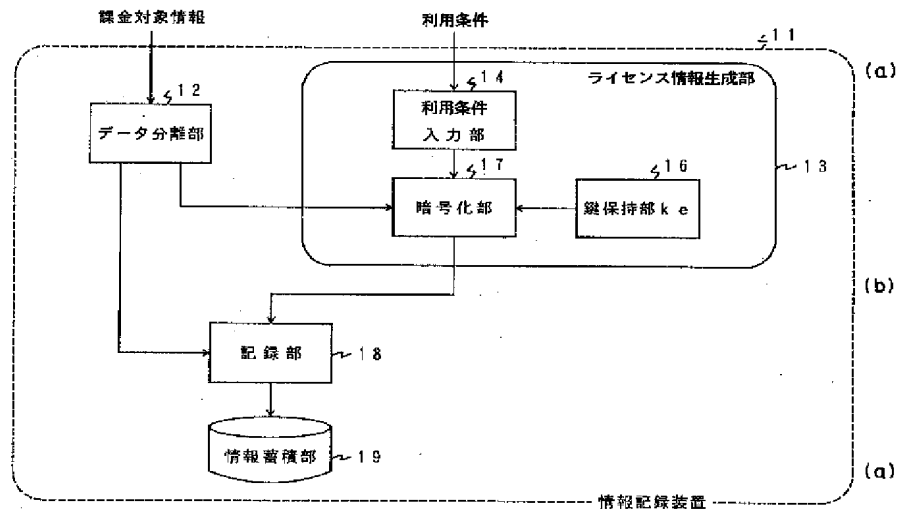 課金対象情報
利用条件
11
(a)
ライセンス情報生成部
12
データ分離部
14
利用条件
入力部
13
17
暗号化部
16
鍵保持部ke
(b)
記録部
18
情報蓄積部
19
(a)
情報記録装置